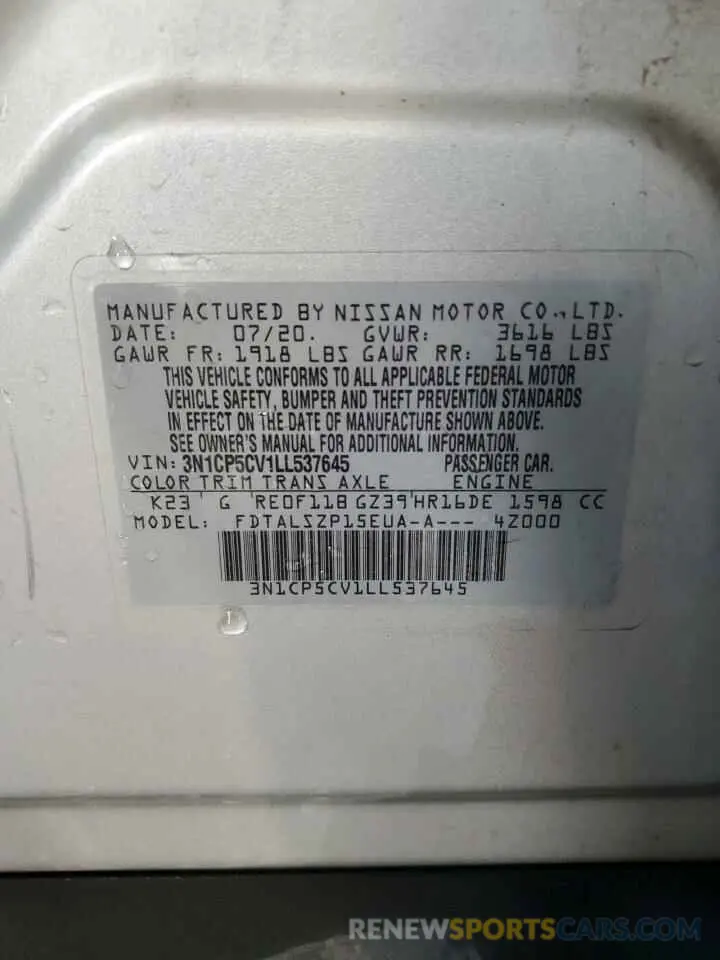 MANUFACTURED BY NISSAN MOTOR CO.,LTD.
DATE: 07/20. GVWR: 3616 LBS
GAWR FR: 1918 LBS GAWR RR: 1698 LBS
THIS VEHICLE CONFORMS TO ALL APPLICABLE FEDERAL MOTOR
VEHICLE SAFETY, BUMPER AND THEFT PREVENTION STANDARDS
IN EFFECT ON THE DATE OF MANUFACTURE SHOWN ABOVE.
SEE OWNER'S MANUAL FOR ADDITIONAL INFORMATION.
VIN: 3N1CP5CV1LL537645 PASSENGER CAR.
COLOR TRIM TRANS AXLE ENGINE
K23 ' G 'RE0F11B GZ39'HR16DE 1598 CC
MODEL: FDTALSZP15EUA-A--- 4Z000
3N1CP5CV1LL537645
RENEWSPORTSCARS.COM